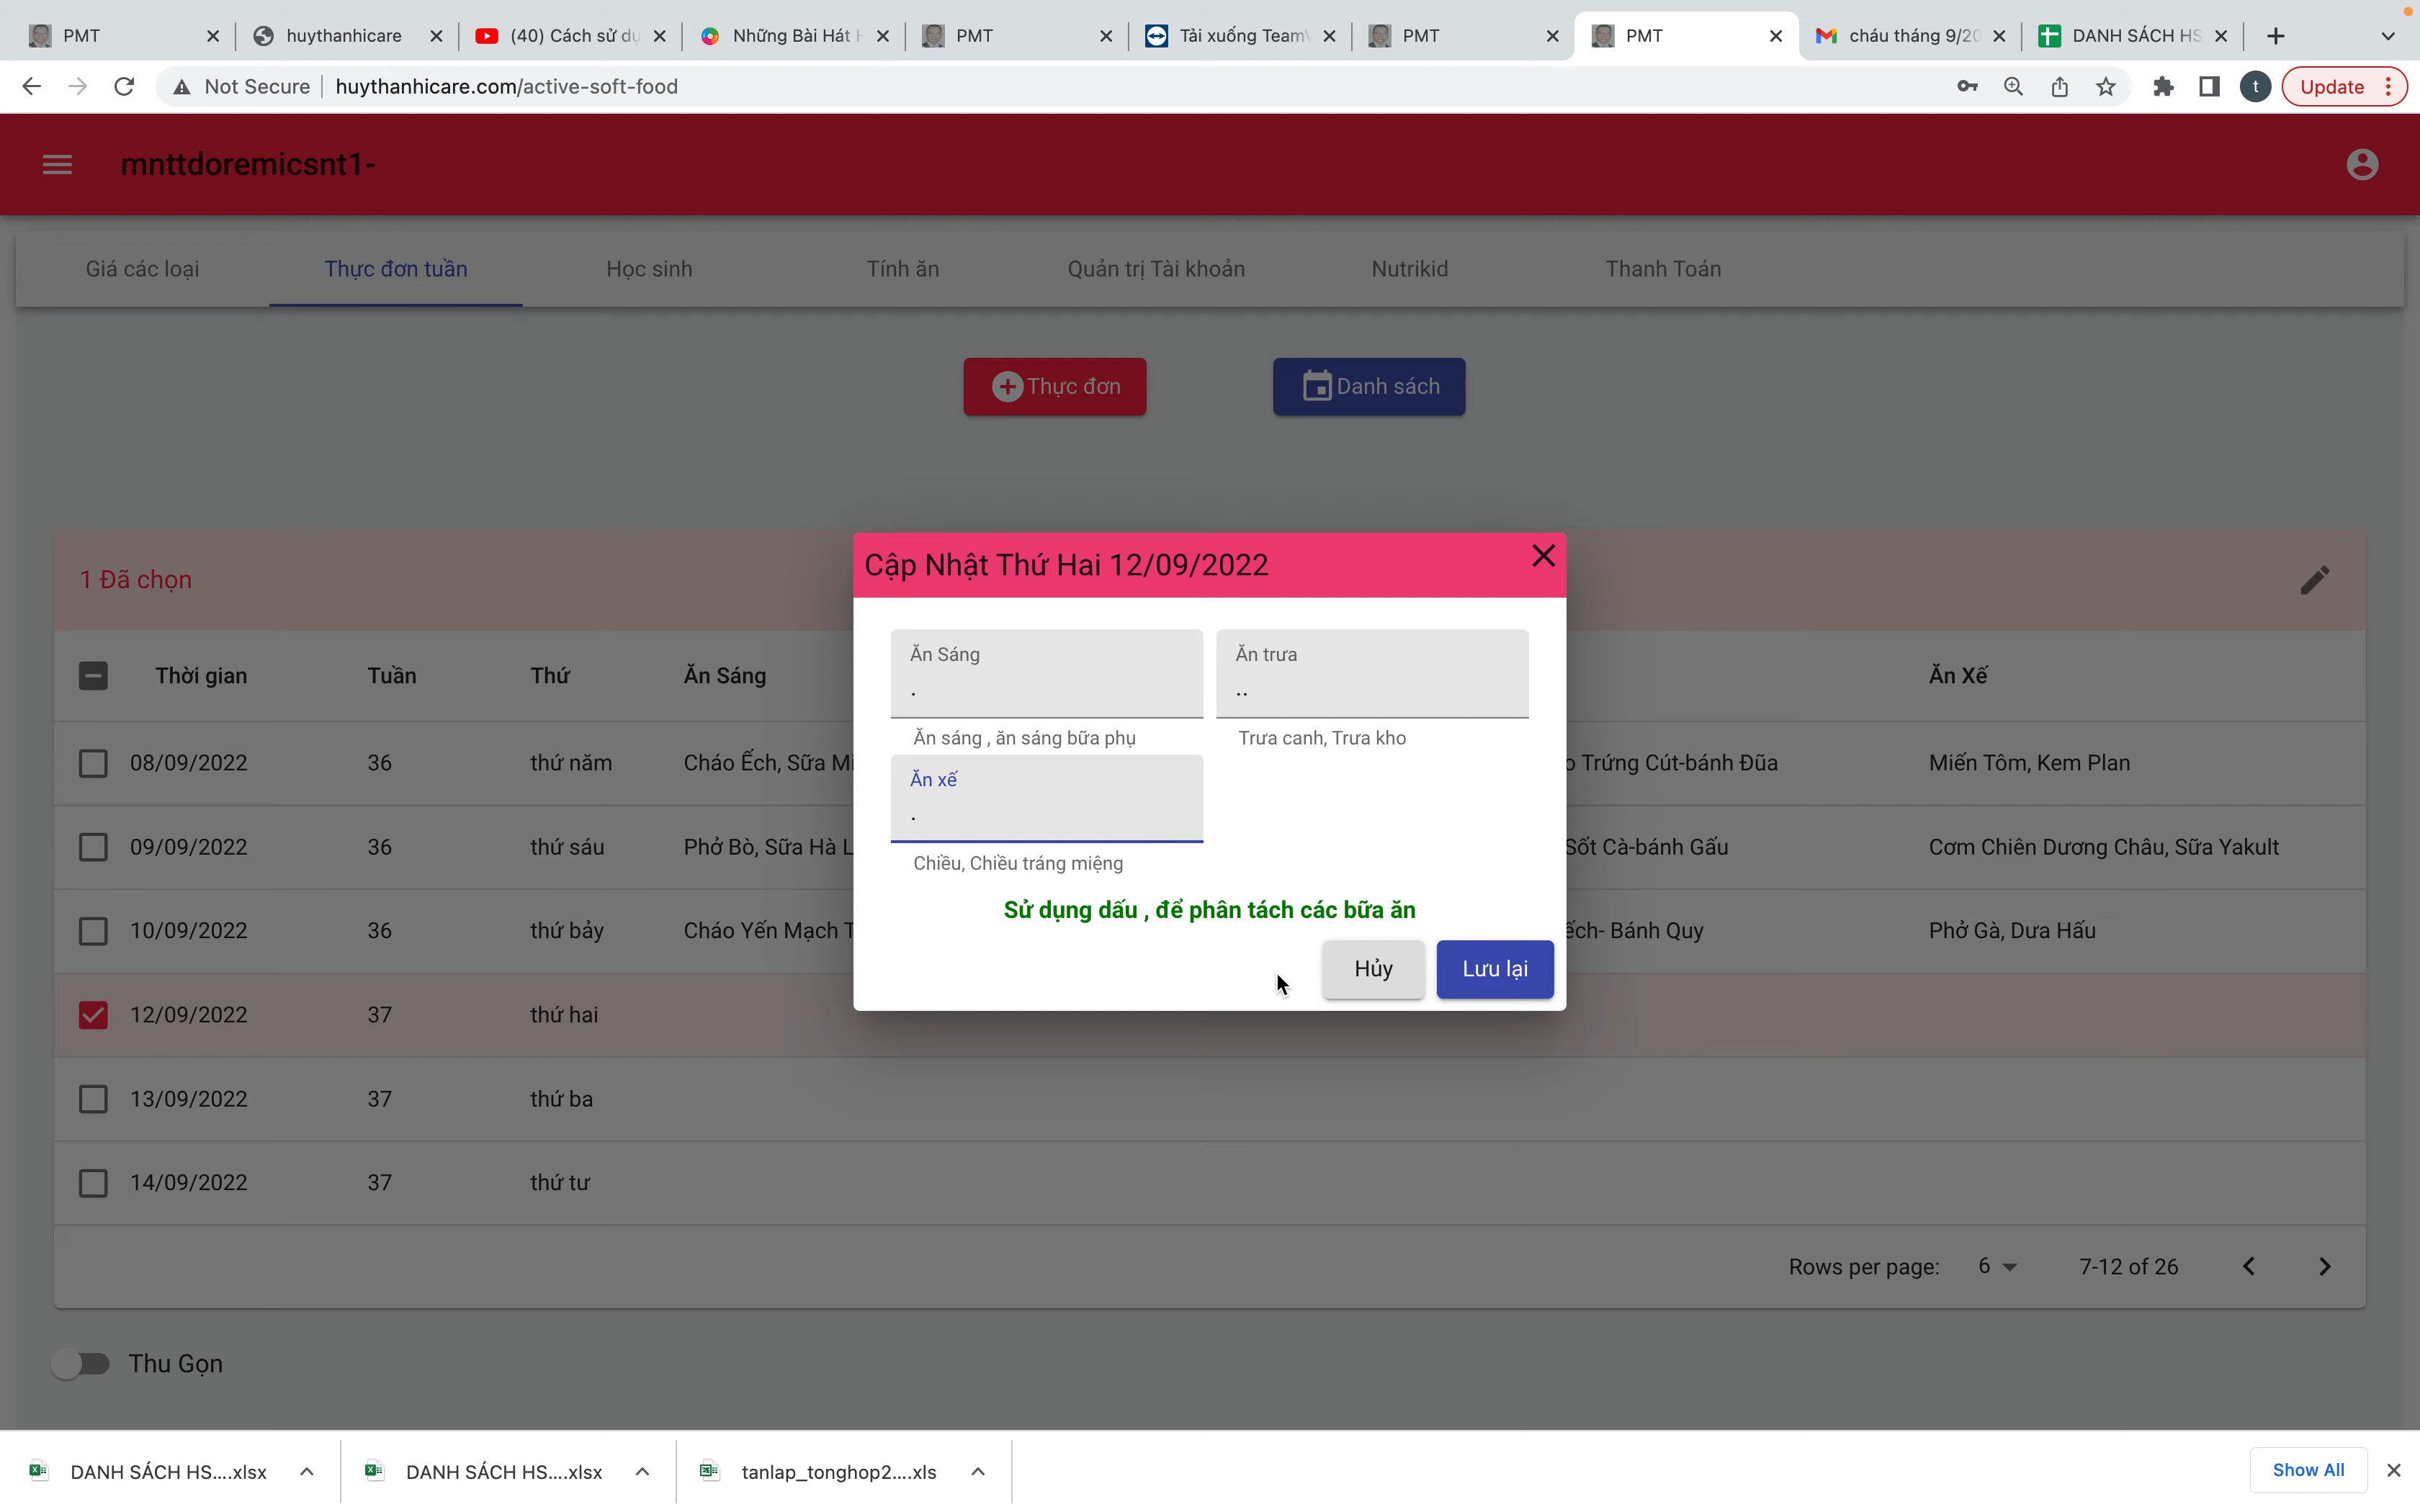 PMT
huythanhicare
(40) Cách sử dụ
Những Bài Hát H
PMT
Tải xuống Team
PMT
PMT
cháu tháng 9/20
DANH SÁCH HS
Not Secure
huythanhicare.com/active-soft-food
t
Update
mnttdoremicsnt1-
Giá các loại
Thực đơn tuần
Học sinh
Tính ăn
Quản trị Tài khoản
Nutrikid
Thanh Toán
Thực đơn
Danh sách
1 Đã chọn
Cập Nhật Thứ Hai 12/09/2022
Ăn Sáng
.
Ăn sáng , ăn sáng bữa phụ
Ăn trưa
..
Trưa canh, Trưa kho
Ăn xế
.
Chiều, Chiều tráng miệng
Sử dụng dấu , để phân tách các bữa ăn
Hủy
Lưu lại
Thời gian Tuần Thứ Ăn Sáng Ăn Xế
08/09/2022 36 thứ năm Cháo Ếch, Sữa Mi Trứng Cút-bánh Đũa Miến Tôm, Kem Plan
09/09/2022 36 thứ sáu Phở Bò, Sữa Hà L Sốt Cà-bánh Gấu Cơm Chiên Dương Châu, Sữa Yakult
10/09/2022 36 thứ bảy Cháo Yến Mạch T Ếch- Bánh Quy Phở Gà, Dưa Hấu
12/09/2022 37 thứ hai
13/09/2022 37 thứ ba
14/09/2022 37 thứ tư
Rows per page: 6 7-12 of 26
Thu Gọn
DANH SÁCH HS....xlsx
DANH SÁCH HS....xlsx
tanlap_tonghop2....xls
Show All